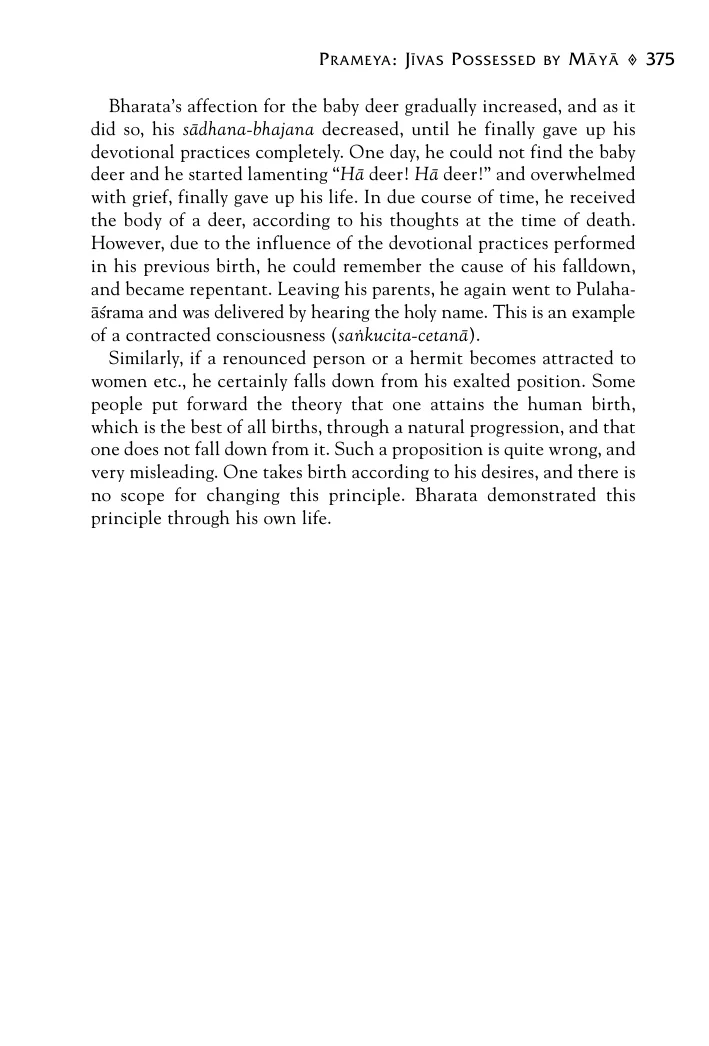 PRAMEYA: JĪVAS POSSESSED BY MĀYĀ ◈ 375
Bharata's affection for the baby deer gradually increased, and as it
did so, his sādhana-bhajana decreased, until he finally gave up his
devotional practices completely. One day, he could not find the baby
deer and he started lamenting “Hā deer! Hā deer!” and overwhelmed
with grief, finally gave up his life. In due course of time, he received
the body of a deer, according to his thoughts at the time of death.
However, due to the influence of the devotional practices performed
in his previous birth, he could remember the cause of his falldown,
and became repentant. Leaving his parents, he again went to Pulaha-
āśrama and was delivered by hearing the holy name. This is an example
of a contracted consciousness (saṅkucita-cetanā).
Similarly, if a renounced person or a hermit becomes attracted to
women etc., he certainly falls down from his exalted position. Some
people put forward the theory that one attains the human birth,
which is the best of all births, through a natural progression, and that
one does not fall down from it. Such a proposition is quite wrong, and
very misleading. One takes birth according to his desires, and there is
no scope for changing this principle. Bharata demonstrated this
principle through his own life.